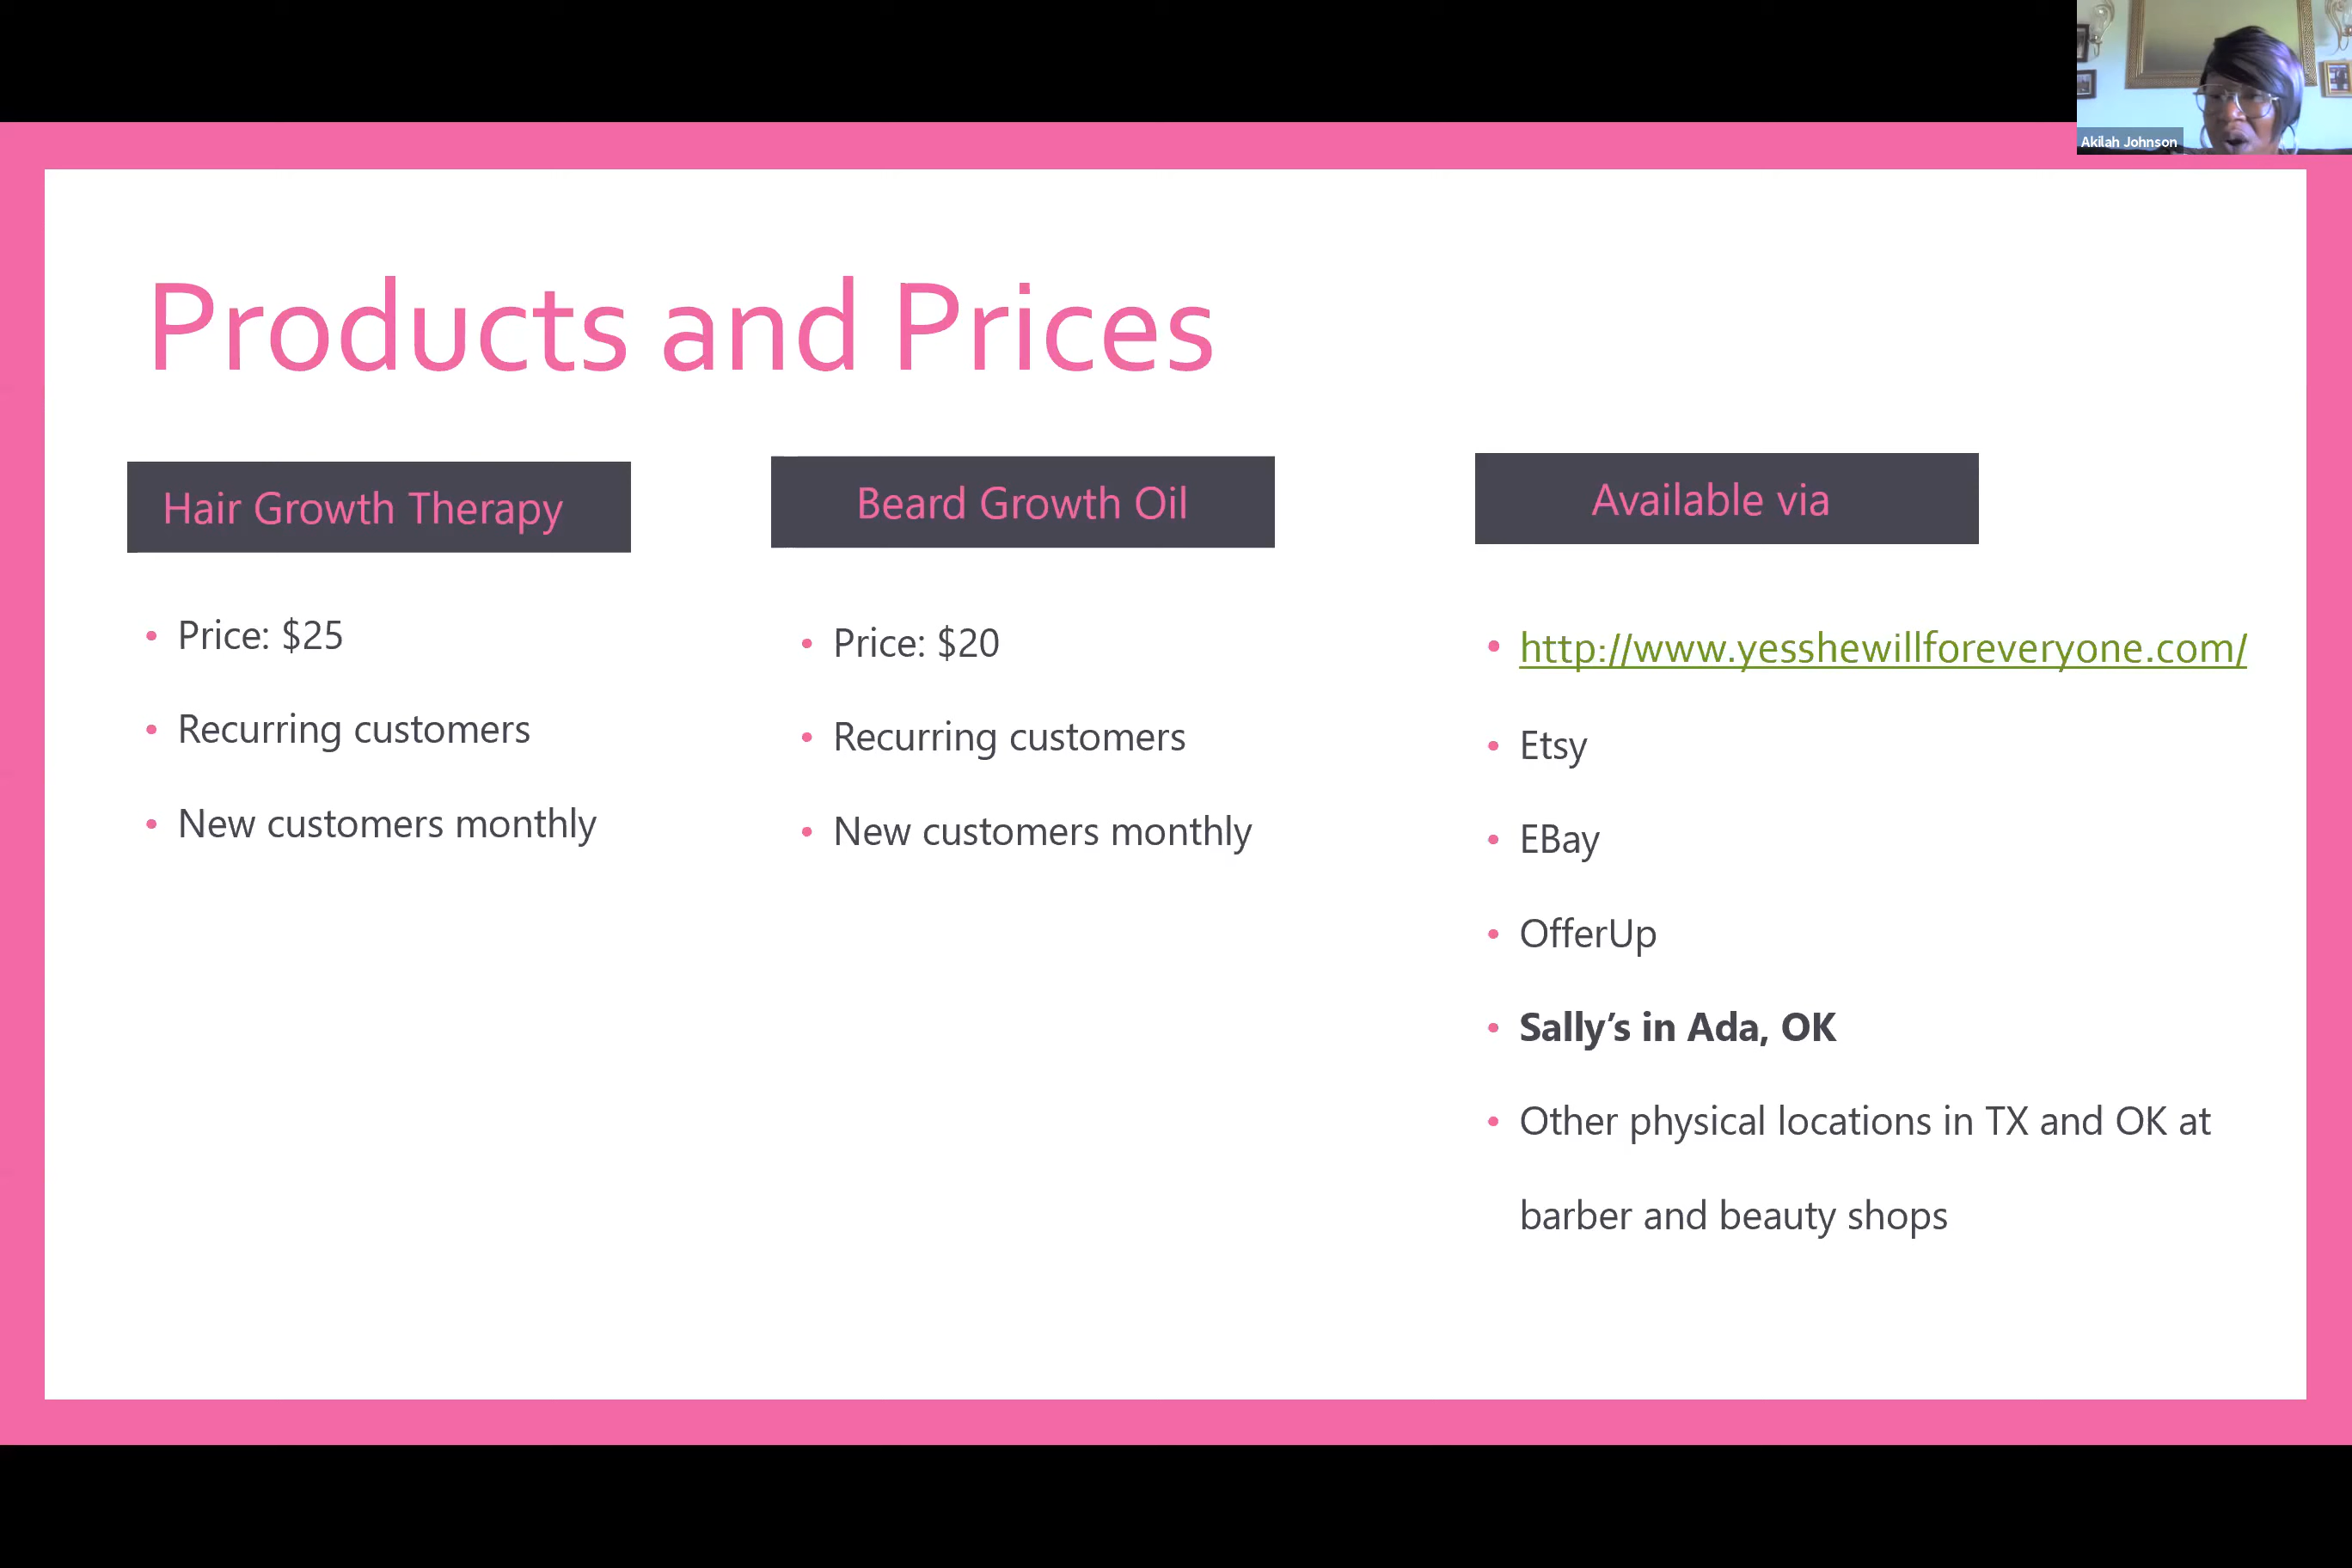 Akilah Johnson
Products and Prices
Hair Growth Therapy
• Price: $25
• Recurring customers
• New customers monthly
Beard Growth Oil
• Price: $20
• Recurring customers
• New customers monthly
Available via
• http://www.yesshewillforeveryone.com/
• Etsy
• EBay
• OfferUp
• Sally’s in Ada, OK
• Other physical locations in TX and OK at
barber and beauty shops